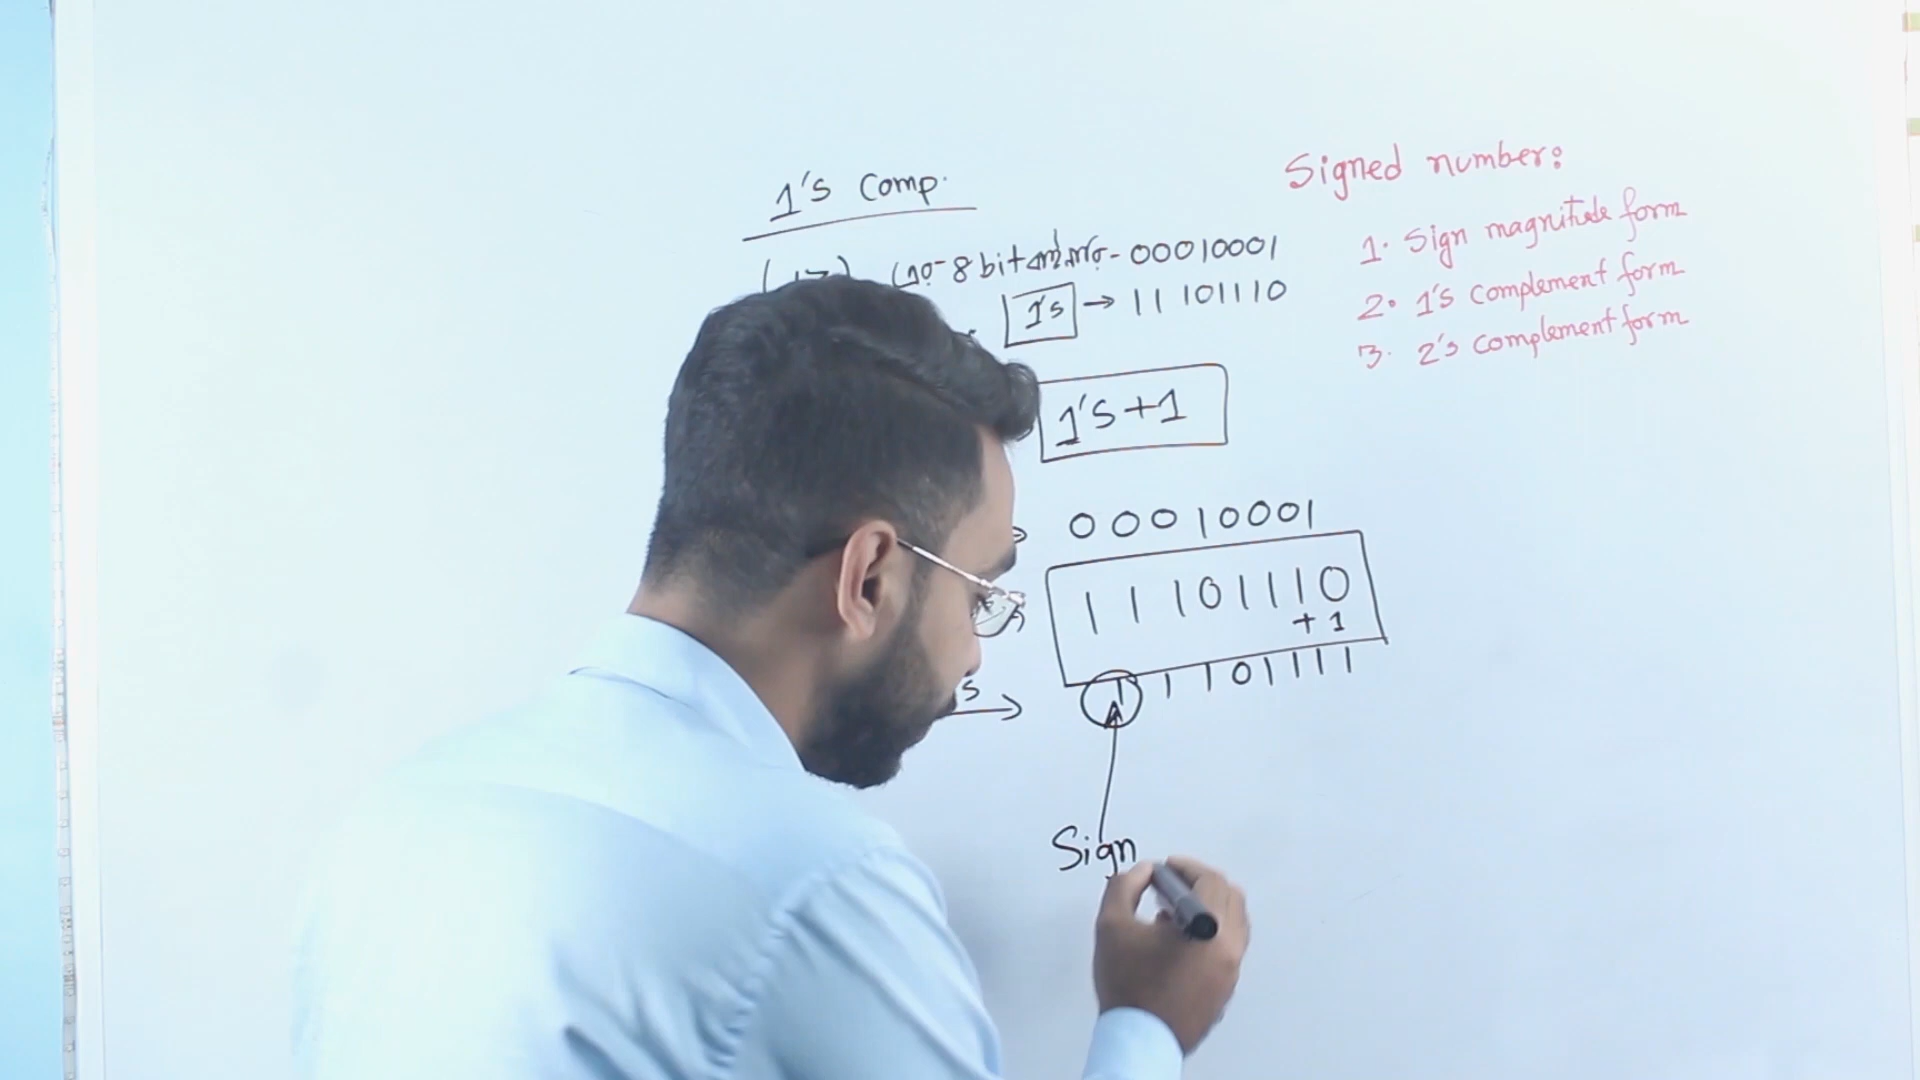 1's Comp.
8 bit - 00010001
1's → 11101110
1's+1
00010001
11101110
+ 1
s → 11101111
Sign
Signed number:
1. Sign magnitude form
2. 1's complement form
3. 2's complement form